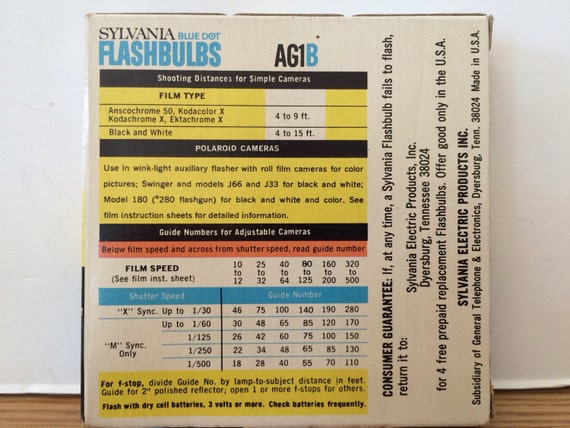 SYLVANIA BLUE DOT
FLASHBULBS AG1B
Shooting Distances for Simple Cameras
FILM TYPE
Anscochrome 50, Kodacolor X
Kodachrome X, Ektachrome X 4 to 9 ft.
Black and White 4 to 15 ft.
POLAROID CAMERAS
Use in wink-light auxiliary flasher with roll film cameras for color
pictures; Swinger and models J66 and J33 for black and white;
Model 180 (#280 flashgun) for black and white and color. See
film instruction sheets for detailed information.
Guide Numbers for Adjustable Cameras
Below film speed and across from shutter speed, read guide number
FILM SPEED 10 25 40 80 160 320
(See film inst. sheet) to to to to to to
12 32 64 125 200 500
Shutter Speed Guide Number
"X" Sync. Up to 1/30 46 75 100 140 190 280
Up to 1/60 30 48 65 85 120 170
"M" Sync. 1/125 26 42 60 75 100 150
Only 1/250 22 34 48 65 85 130
1/500 18 28 40 55 70 110
For f-stop, divide Guide No. by lamp-to-subject distance in feet.
Guide for 2" polished reflector; open 1 or more f-stops for others.
Flash with dry cell batteries, 3 volts or more. Check batteries frequently.
CONSUMER GUARANTEE: If, at any time, a Sylvania Flashbulb fails to flash,
return it to:
Sylvania Electric Products, Inc.
Dyersburg, Tennessee 38024
for 4 free prepaid replacement Flashbulbs. Offer good only in the U.S.A.
SYLVANIA ELECTRIC PRODUCTS INC.
Subsidiary of General Telephone & Electronics, Dyersburg, Tenn. 38024 Made in U.S.A.